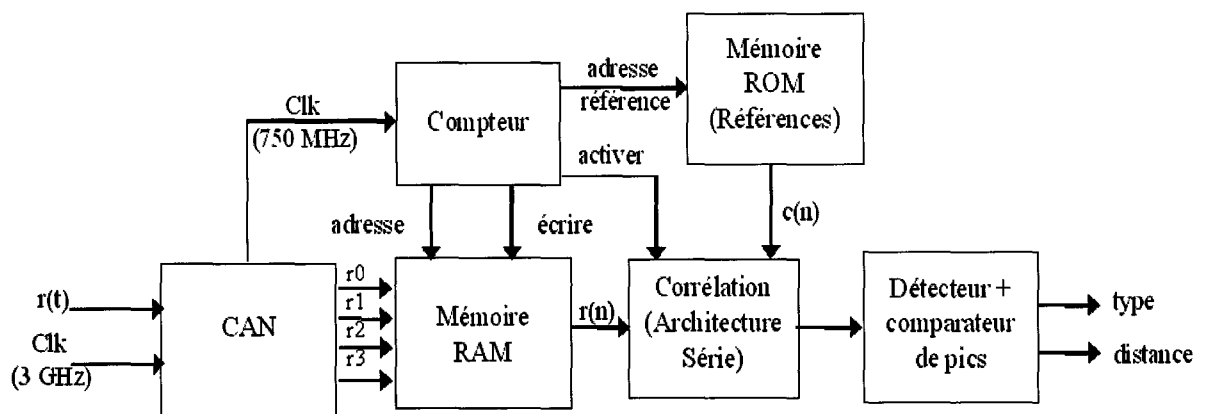 Mémoire
ROM
(Références)
adresse
référence
Clk
(750 MHz)
Compteur
activer
c(n)
adresse
écrire
r(t)
Clk
(3 GHz)
CAN
r0
r1
r2
r3
Mémoire
RAM
r(n)
Corrélation
(Architecture
Série)
Détecteur +
comparateur
de pics
type
distance